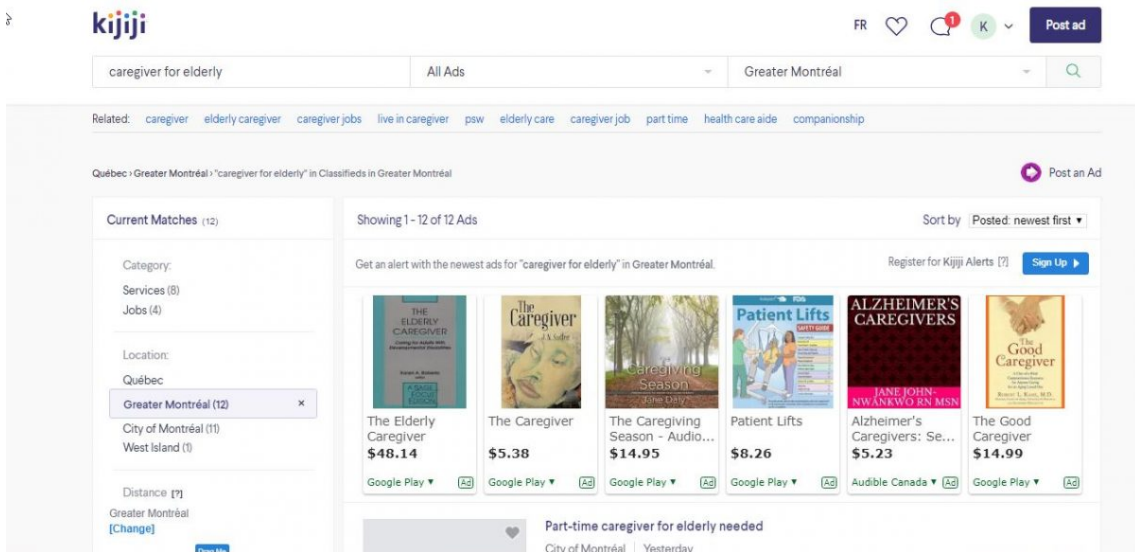 kijiji
FR
1
K
Post ad
caregiver for elderly
All Ads
Greater Montréal
Related: caregiver elderly caregiver caregiver jobs live in caregiver psw elderly care caregiver job part time health care aide companionship
Québec › Greater Montréal › "caregiver for elderly" in Classifieds in Greater Montréal
Post an Ad
Current Matches (12)
Category:
Services (8)
Jobs (4)
Location:
Québec
Greater Montréal (12) ×
City of Montréal (11)
West Island (1)
Distance [?]
Greater Montréal
[Change]
Drag Me
Showing 1 - 12 of 12 Ads
Sort by Posted: newest first
Get an alert with the newest ads for "caregiver for elderly" in Greater Montréal.
Register for Kijiji Alerts [?] Sign Up
THE
ELDERLY
CAREGIVER
The Elderly
Caregiver
$48.14
Google Play Ad
The
Caregiver
The Caregiver
$5.38
Google Play Ad
Caregiving
Season
Jane Daly
The Caregiving
Season - Audio...
$14.95
Google Play Ad
FDA
Patient Lifts
SAFETY GUIDE
Patient Lifts
$8.26
Google Play Ad
ALZHEIMER'S
CAREGIVERS
JANE JOHN-
NWANKWO RN MSN
Alzheimer's
Caregivers: Se...
$5.23
Audible Canada Ad
The
Good
Caregiver
The Good
Caregiver
$14.99
Google Play Ad
Part-time caregiver for elderly needed
City of Montréal Yesterday